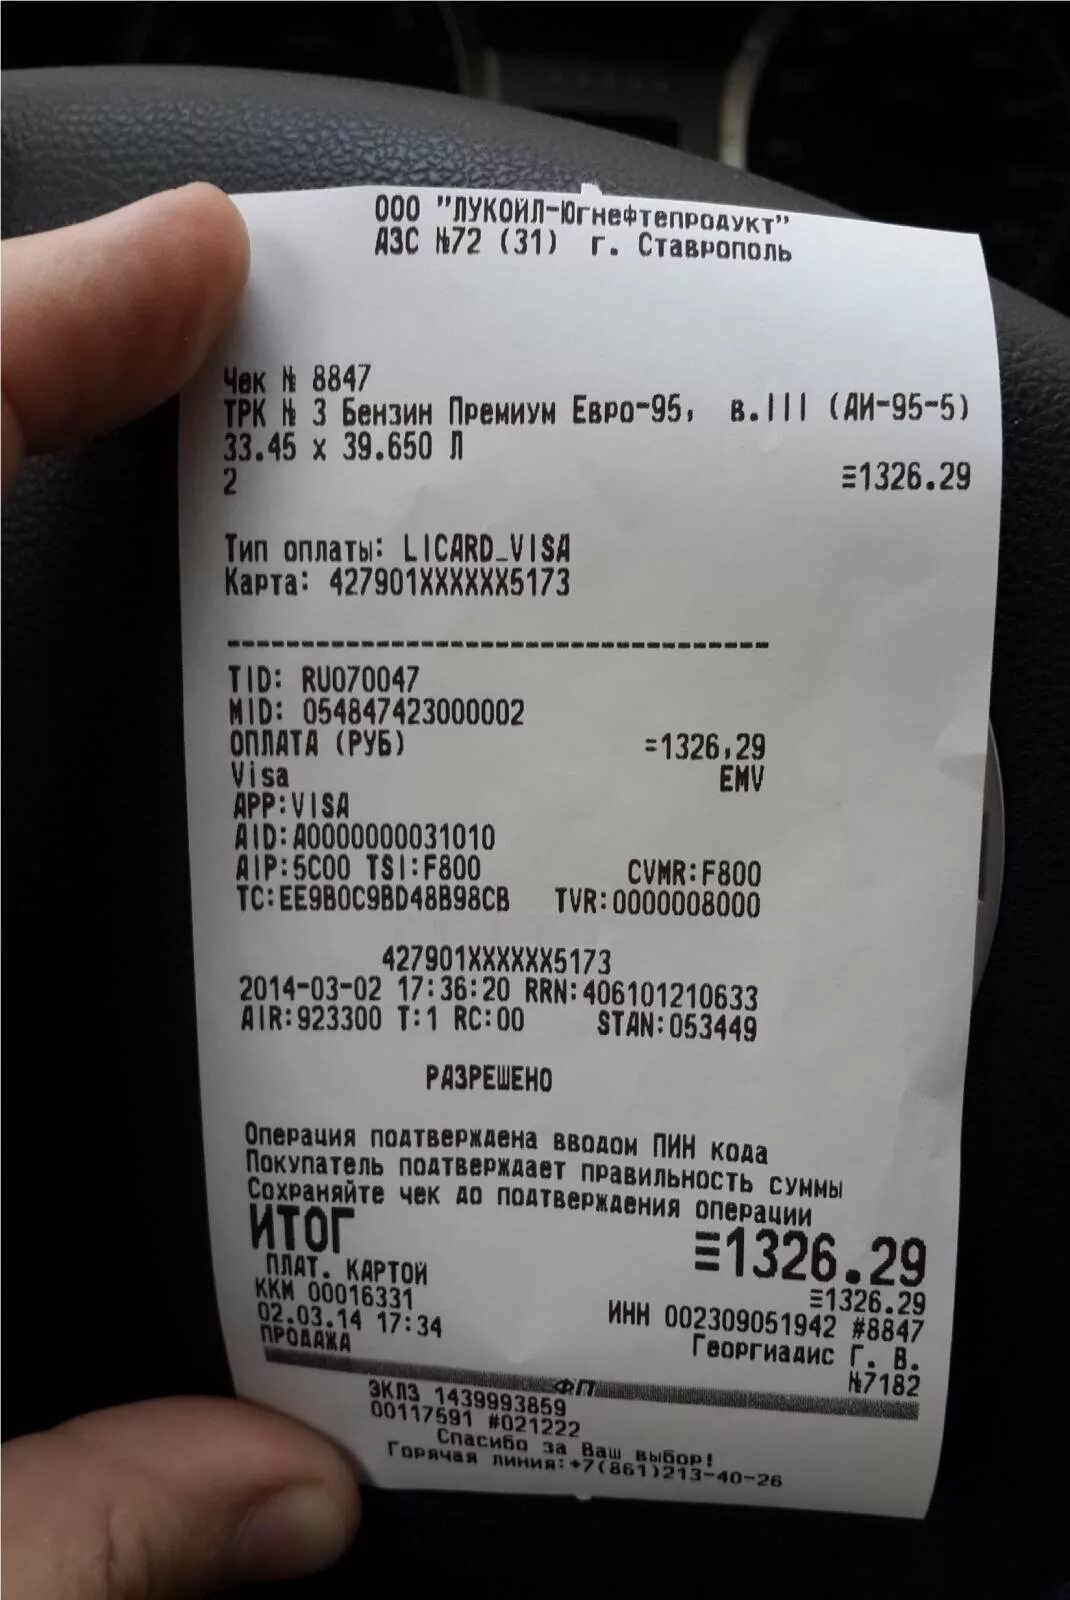 ООО "ЛУКОЙЛ-Югнефтепродукт"
АЗС №72 (31) г. Ставрополь
Чек № 8847
ТРК № 3 Бензин Премиум Евро-95, в.III (АИ-95-5)
33.45 x 39.650 Л
2 ≡1326.29
Тип оплаты: LICARD_VISA
Карта: 427901XXXXXX5173
------------------------------------
TID: RU070047
MID: 054847423000002
ОПЛАТА (РУБ) =1326,29
Visa EMV
APP:VISA
AID:A0000000031010
AIP:5C00 TSI:F800 CVMR:F800
TC:EE9B0C9BD48B98CB TVR:0000008000
427901XXXXXX5173
2014-03-02 17:36:20 RRN:406101210633
AIR:923300 T:1 RC:00 STAN:053449
РАЗРЕШЕНО
Операция подтверждена вводом ПИН кода
Покупатель подтверждает правильность суммы
Сохраняйте чек до подтверждения операции
ИТОГ ≡1326.29
ПЛАТ. КАРТОЙ ≡1326.29
ККМ 00016331 ИНН 002309051942 #8847
02.03.14 17:34 Георгиадис Г. В.
ПРОДАЖА №7182
ФП
ЭКЛЗ 1439993859
00117591 #021222
Спасибо за Ваш выбор!
Горячая линия:+7(861)213-40-26